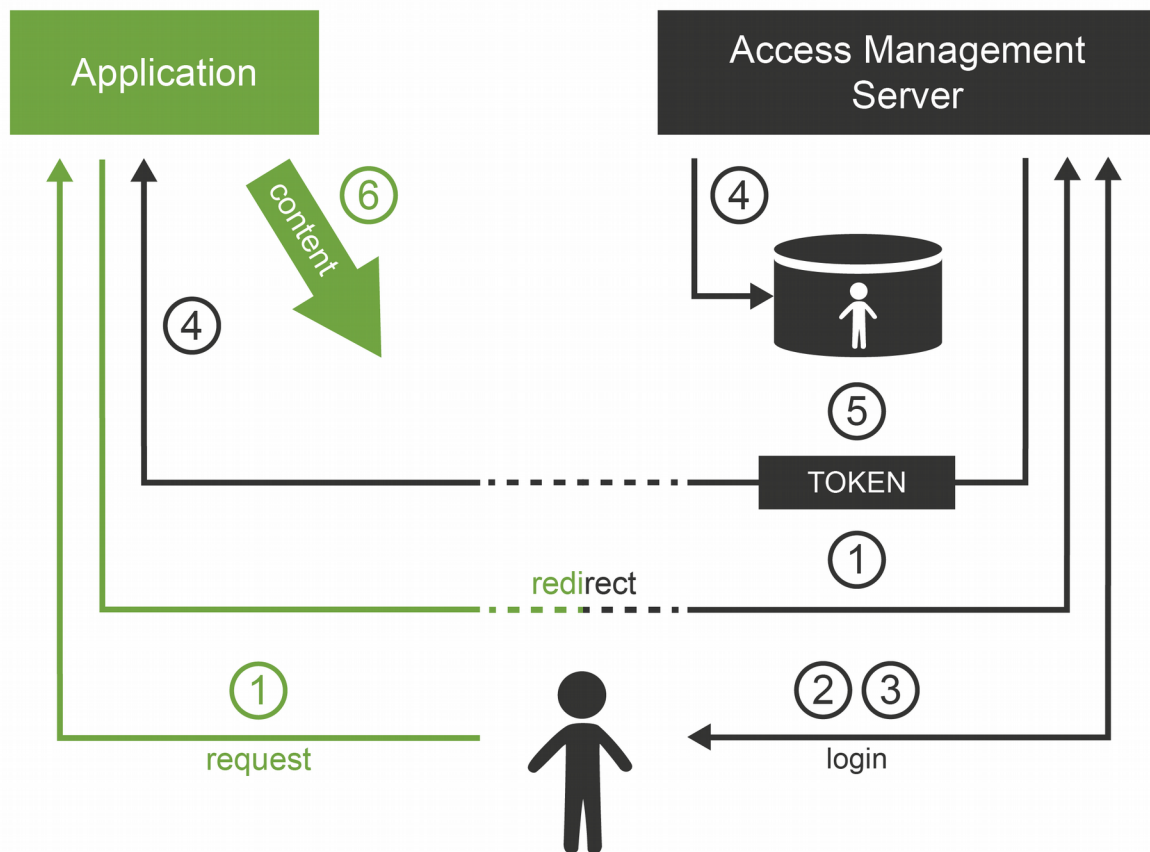 Application
Access Management
Server
content
6
4
4
5
TOKEN
1
redirect
1
request
2 3
login